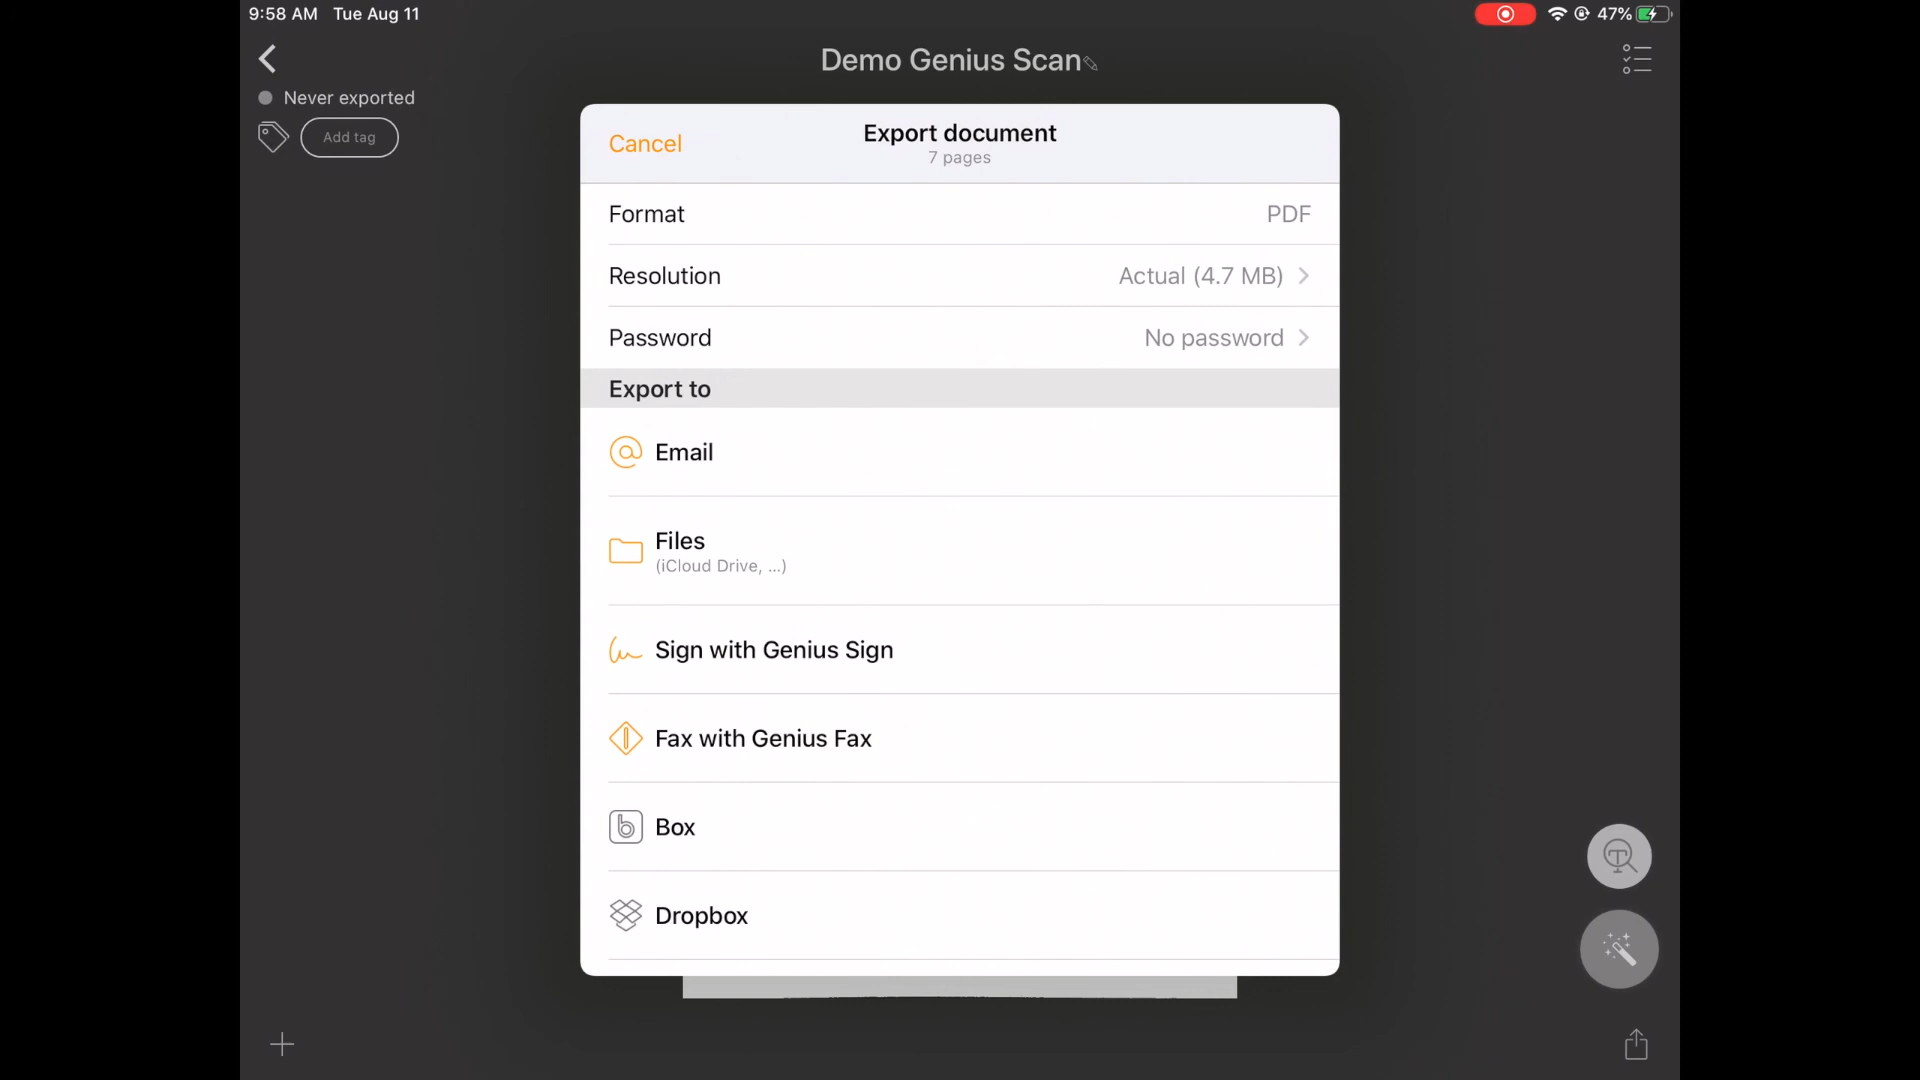 9:58 AM Tue Aug 11
47%
Demo Genius Scan
Never exported
Add tag
Cancel
Export document
7 pages
Format PDF
Resolution Actual (4.7 MB)
Password No password
Export to
Email
Files
(iCloud Drive, ...)
Sign with Genius Sign
Fax with Genius Fax
Box
Dropbox